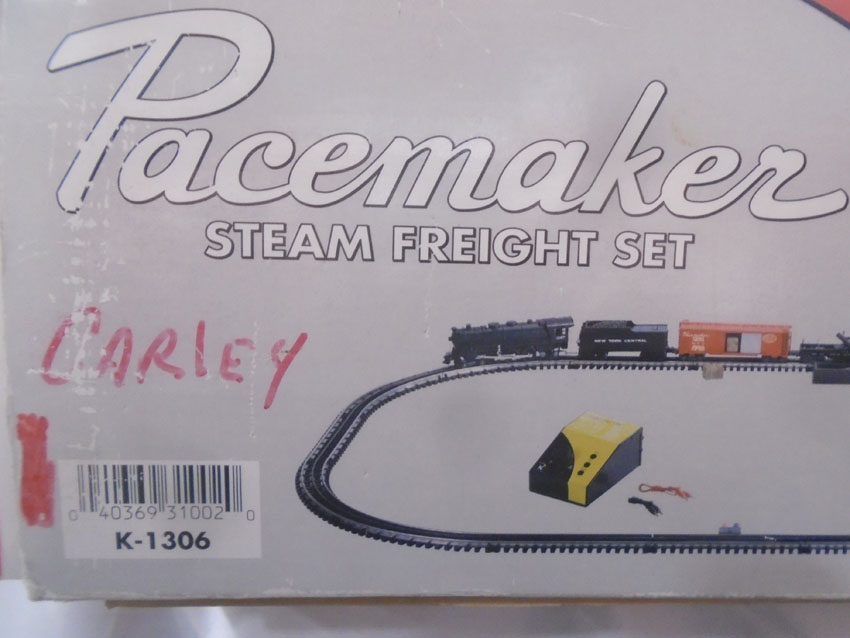 Pacemaker
STEAM FREIGHT SET
CARLEY
NEW YORK CENTRAL
0 40369 31002 0
K-1306